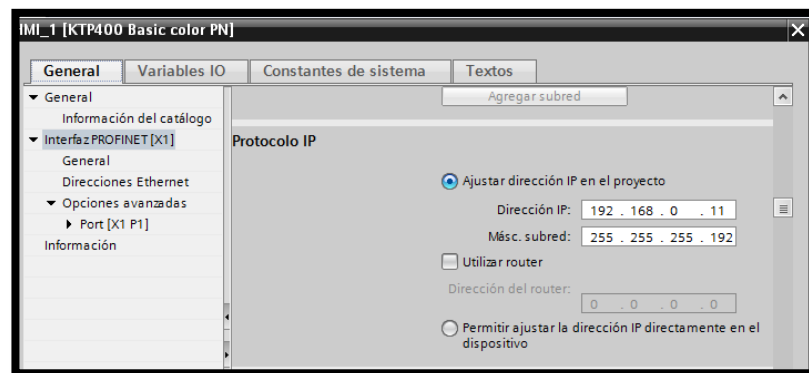 IMI_1 [KTP400 Basic color PN]
General
Variables IO
Constantes de sistema
Textos
General
Información del catálogo
Interfaz PROFINET [X1]
General
Direcciones Ethernet
Opciones avanzadas
Port [X1 P1]
Información
Agregar subred
Protocolo IP
Ajustar dirección IP en el proyecto
Dirección IP: 192 . 168 . 0 . 11
Másc. subred: 255 . 255 . 255 . 192
Utilizar router
Dirección del router: 0 . 0 . 0 . 0
Permitir ajustar la dirección IP directamente en el
dispositivo